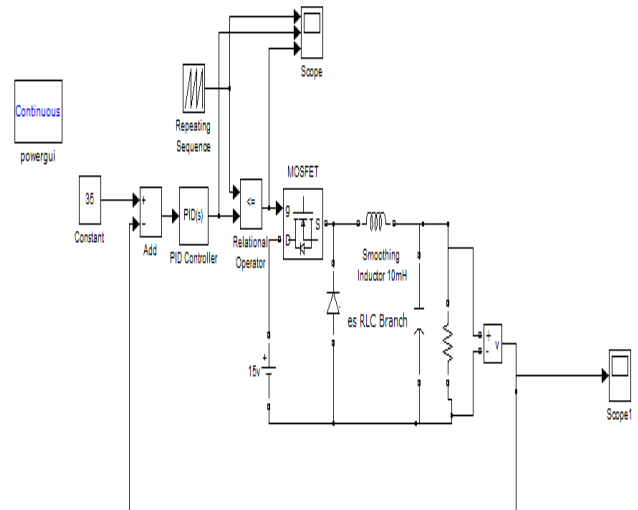 Scope
Continuous
powergui
Repeating
Sequence
MOSFET
35
Constant
+
−
Add
PID(s)
PID Controller
<=
Relational
Operator
g
D
S
Smoothing
Inductor 10mH
es RLC Branch
+
15v
+
-
v
Scope1